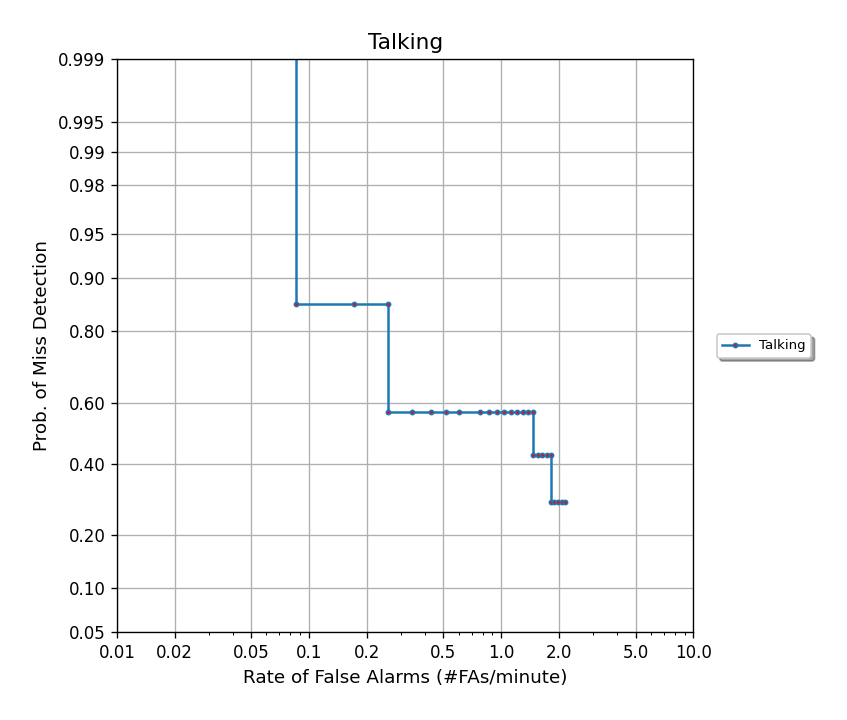 Talking
0.999
0.995
0.99
0.98
0.95
0.90
0.80
0.60
0.40
0.20
0.10
0.05
Prob. of Miss Detection
0.01 0.02 0.05 0.1 0.2 0.5 1.0 2.0 5.0 10.0
Rate of False Alarms (#FAs/minute)
Talking